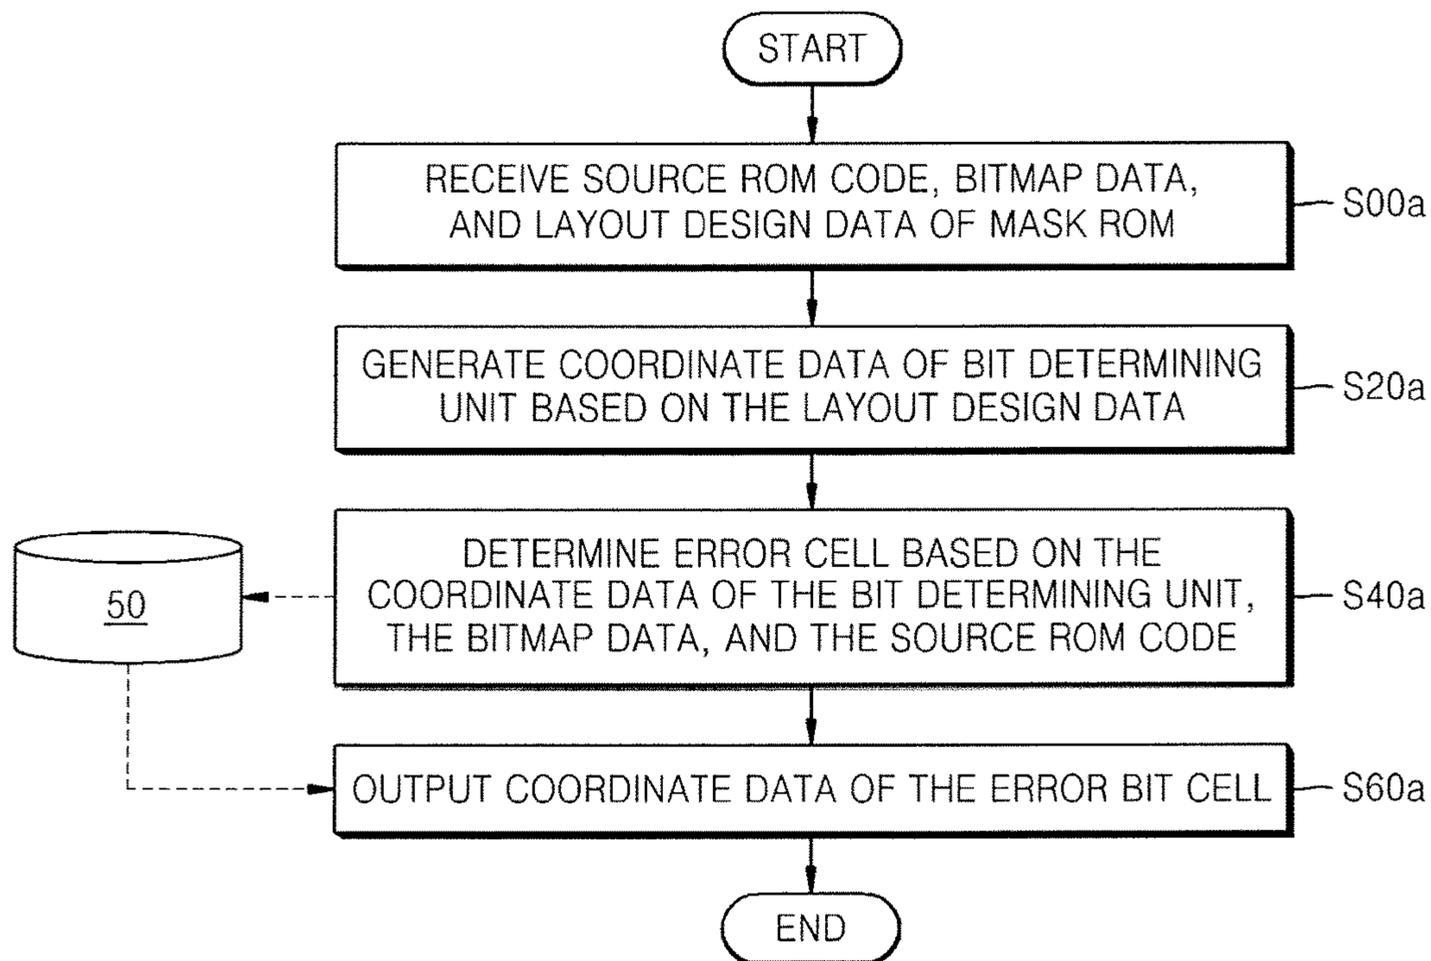 START
RECEIVE SOURCE ROM CODE, BITMAP DATA,
AND LAYOUT DESIGN DATA OF MASK ROM
S00a
GENERATE COORDINATE DATA OF BIT DETERMINING
UNIT BASED ON THE LAYOUT DESIGN DATA
S20a
DETERMINE ERROR CELL BASED ON THE
COORDINATE DATA OF THE BIT DETERMINING UNIT,
THE BITMAP DATA, AND THE SOURCE ROM CODE
S40a
50
OUTPUT COORDINATE DATA OF THE ERROR BIT CELL
S60a
END